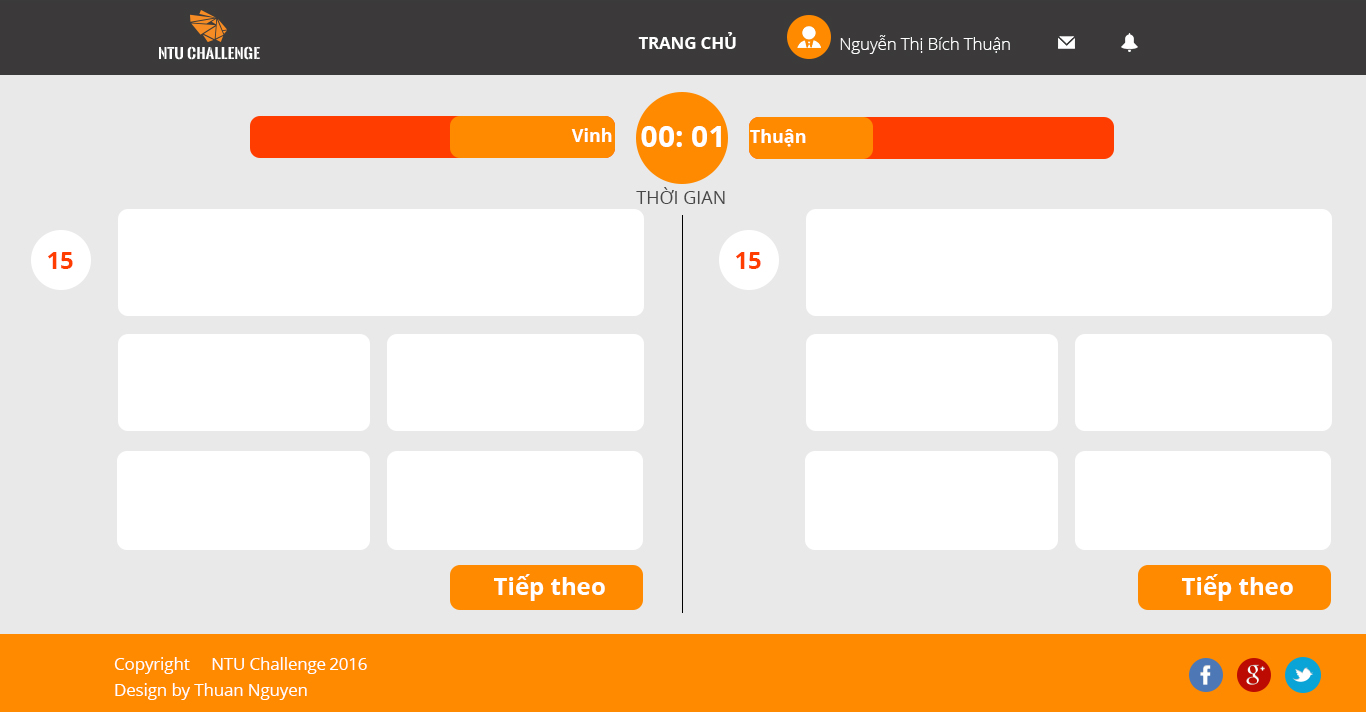 NTU CHALLENGE
TRANG CHỦ
Nguyễn Thị Bích Thuận
Vinh
00: 01
Thuận
THỜI GIAN
15
15
Tiếp theo
Tiếp theo
Copyright NTU Challenge 2016
Design by Thuan Nguyen